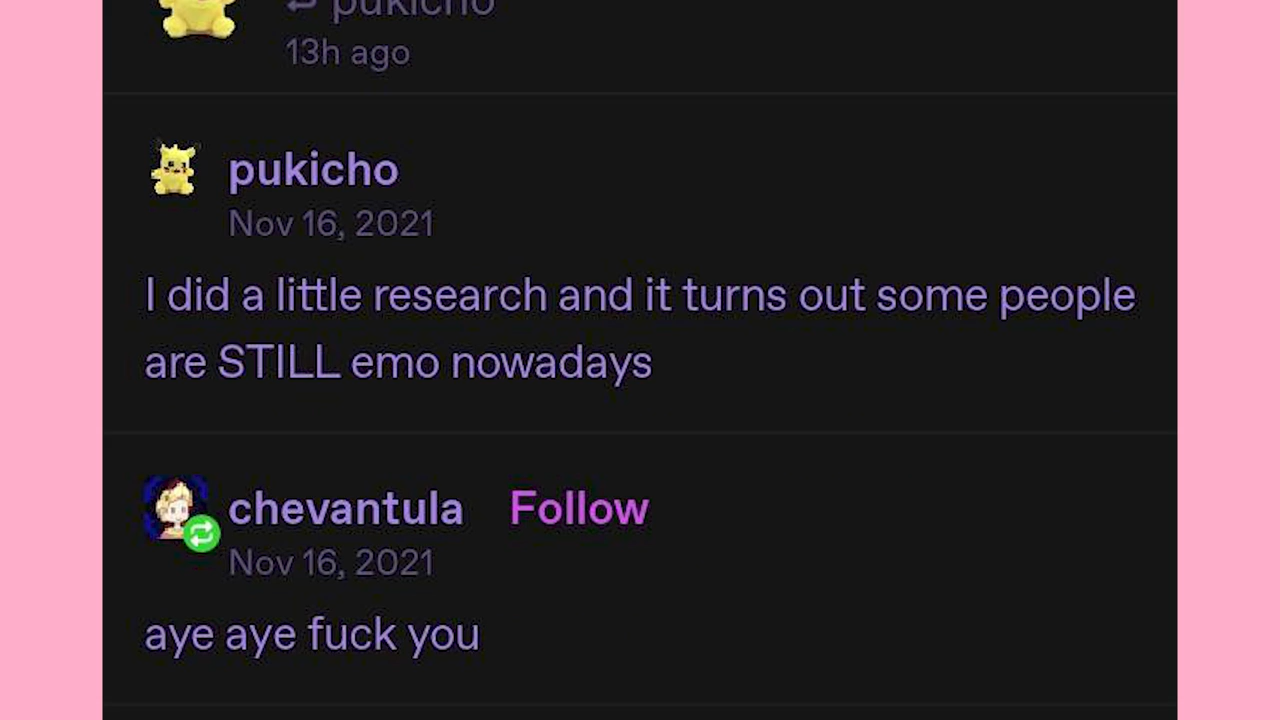 pukicho
13h ago
pukicho
Nov 16, 2021
I did a little research and it turns out some people
are STILL emo nowadays
chevantula Follow
Nov 16, 2021
aye aye fuck you